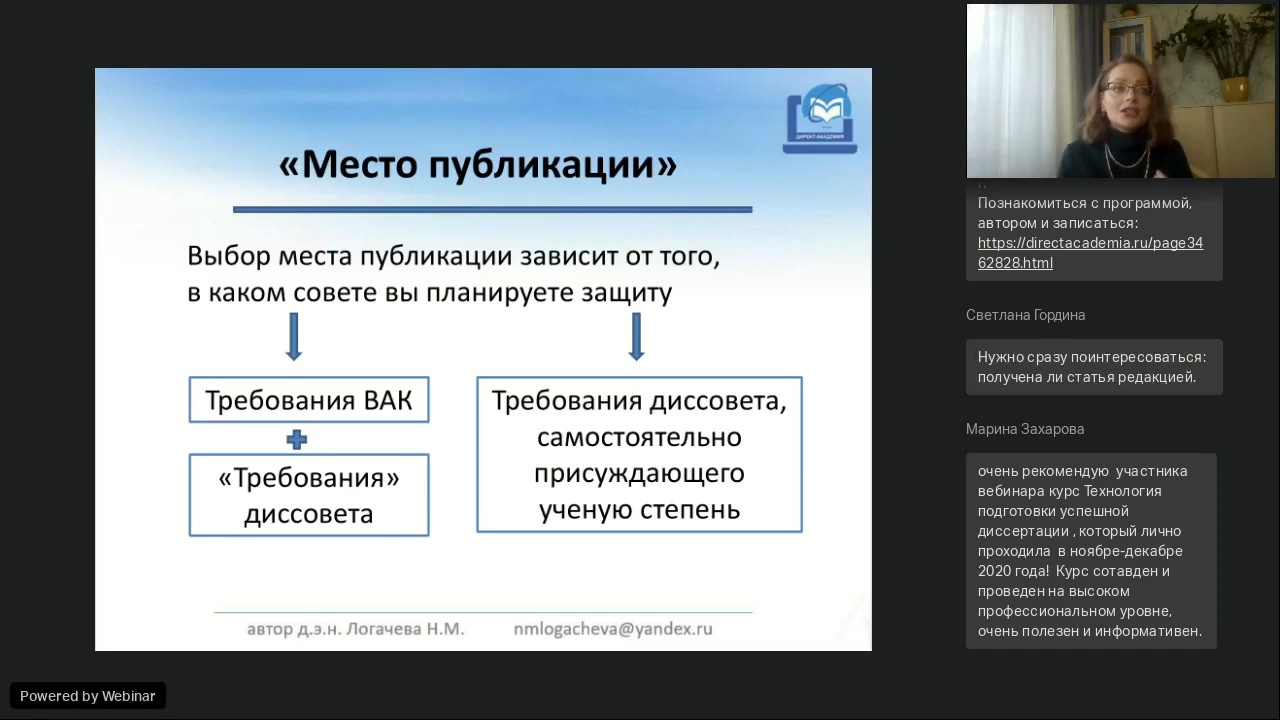 «Место публикации»
Выбор места публикации зависит от того,
в каком совете вы планируете защиту
Требования ВАК
«Требования»
диссовета
Требования диссовета,
самостоятельно
присуждающего
ученую степень
автор д.э.н. Логачева Н.М.
nmlogacheva@yandex.ru
ДИРЕКТ-АКАДЕМИЯ
Познакомиться с программой,
автором и записаться:
https://directacademia.ru/page34
62828.html
Светлана Гордина
Нужно сразу поинтересоваться:
получена ли статья редакцией.
Марина Захарова
очень рекомендую участника
вебинара курс Технология
подготовки успешной
диссертации , который лично
проходила в ноябре-декабре
2020 года! Курс сотавден и
проведен на высоком
профессиональном уровне,
очень полезен и информативен.
Powered by Webinar